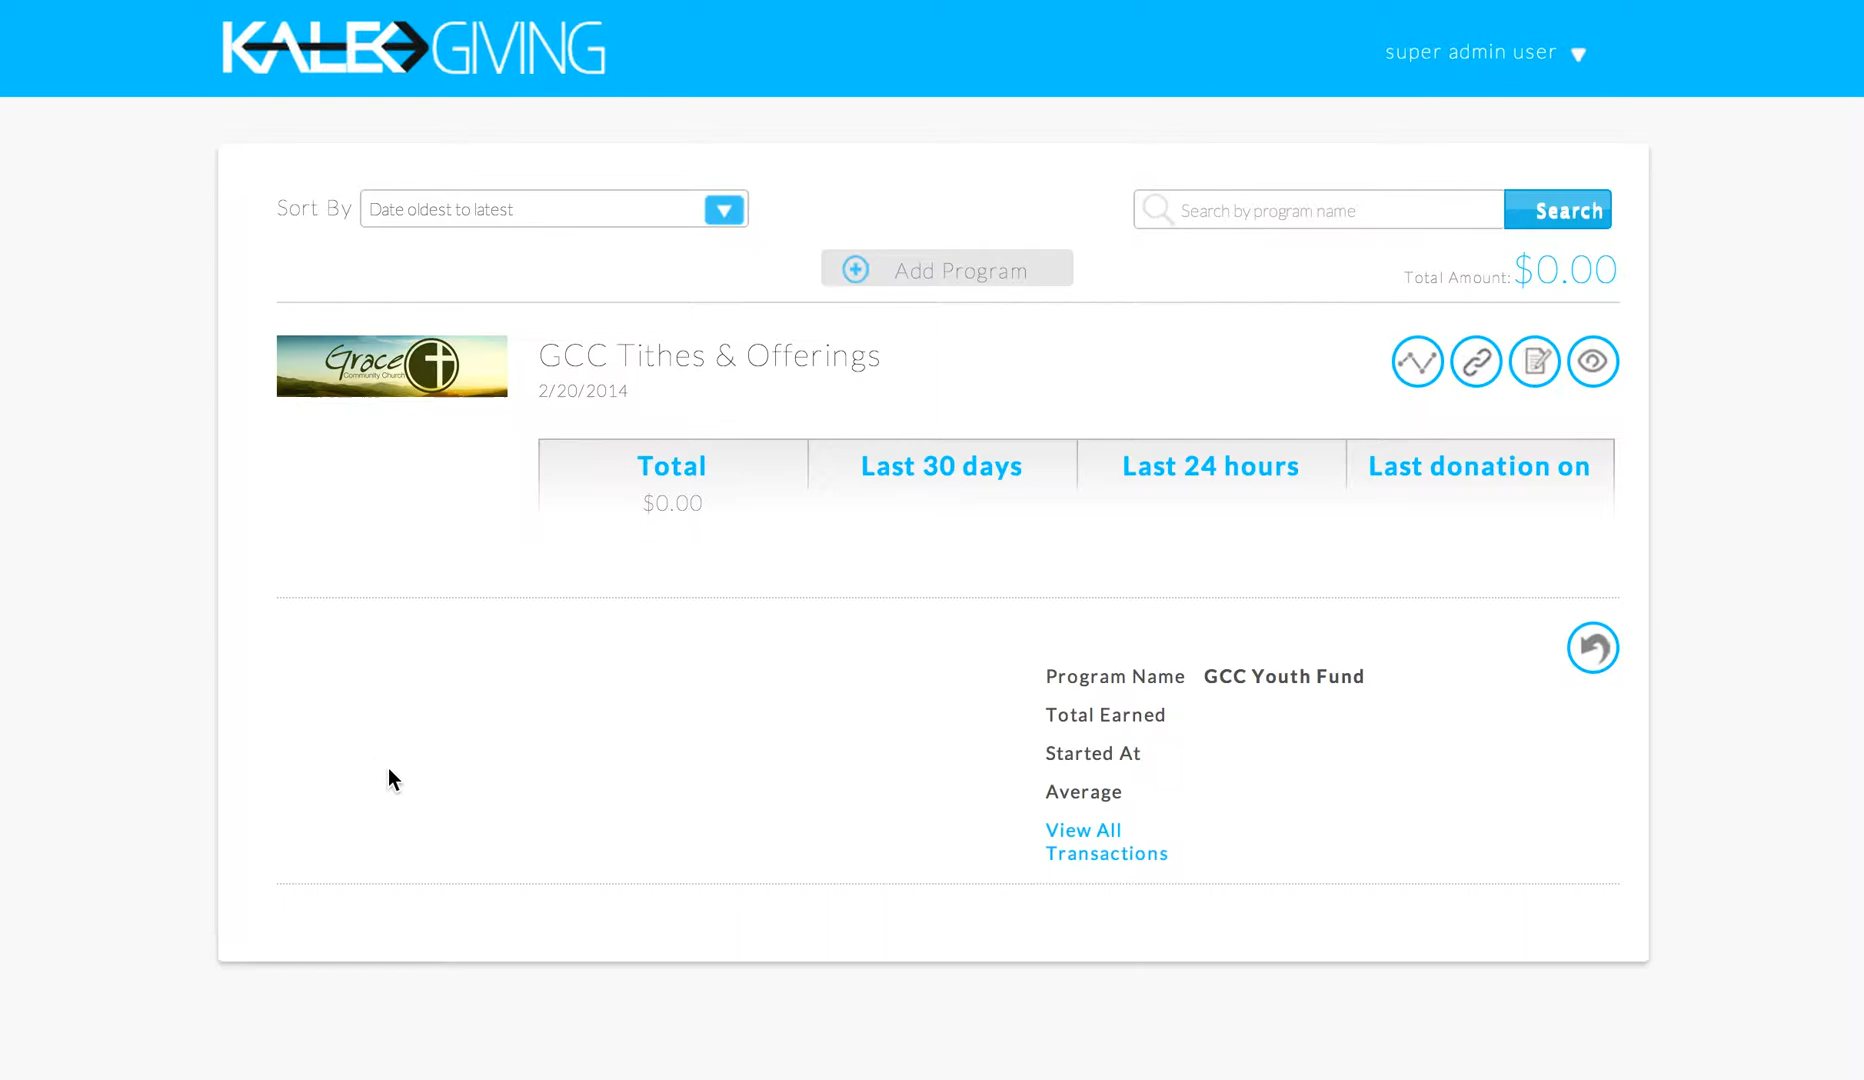 KALEO GIVING
super admin user
Sort By Date oldest to latest
Search by program name Search
Add Program
Total Amount: $0.00
Grace
Community Church
GCC Tithes & Offerings
2/20/2014
Total Last 30 days Last 24 hours Last donation on
$0.00
Program Name GCC Youth Fund
Total Earned
Started At
Average
View All
Transactions